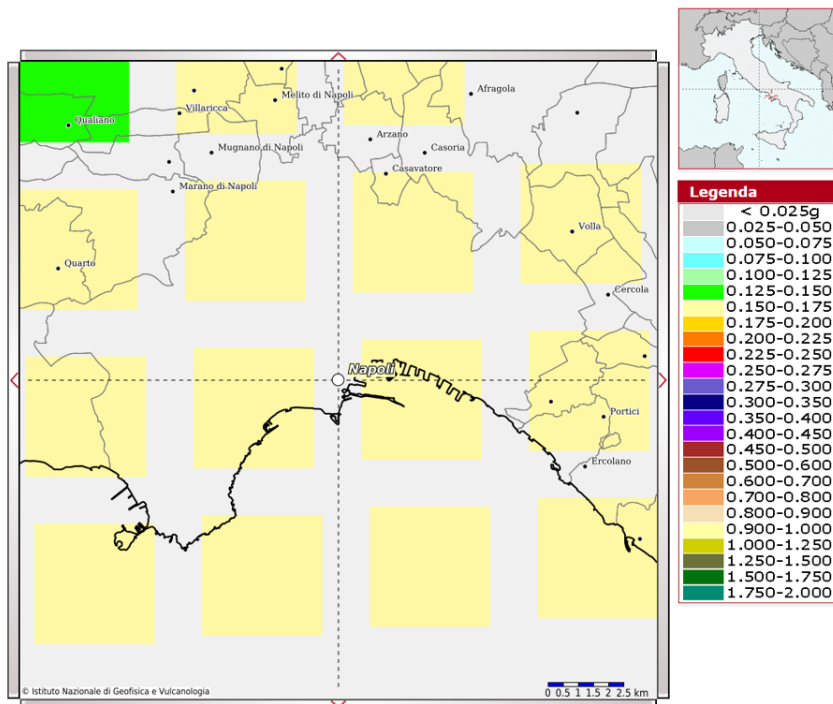 Melito di Napoli
Afragola
Villaricca
Qualiano
Arzano
Mugnano di Napoli
Casoria
Casavatore
Marano di Napoli
Volla
Quarto
Cercola
Napoli
Portici
Ercolano
© Istituto Nazionale di Geofisica e Vulcanologia
0 0.5 1 1.5 2 2.5 km
Legenda
< 0.025g
0.025-0.050
0.050-0.075
0.075-0.100
0.100-0.125
0.125-0.150
0.150-0.175
0.175-0.200
0.200-0.225
0.225-0.250
0.250-0.275
0.275-0.300
0.300-0.350
0.350-0.400
0.400-0.450
0.450-0.500
0.500-0.600
0.600-0.700
0.700-0.800
0.800-0.900
0.900-1.000
1.000-1.250
1.250-1.500
1.500-1.750
1.750-2.000